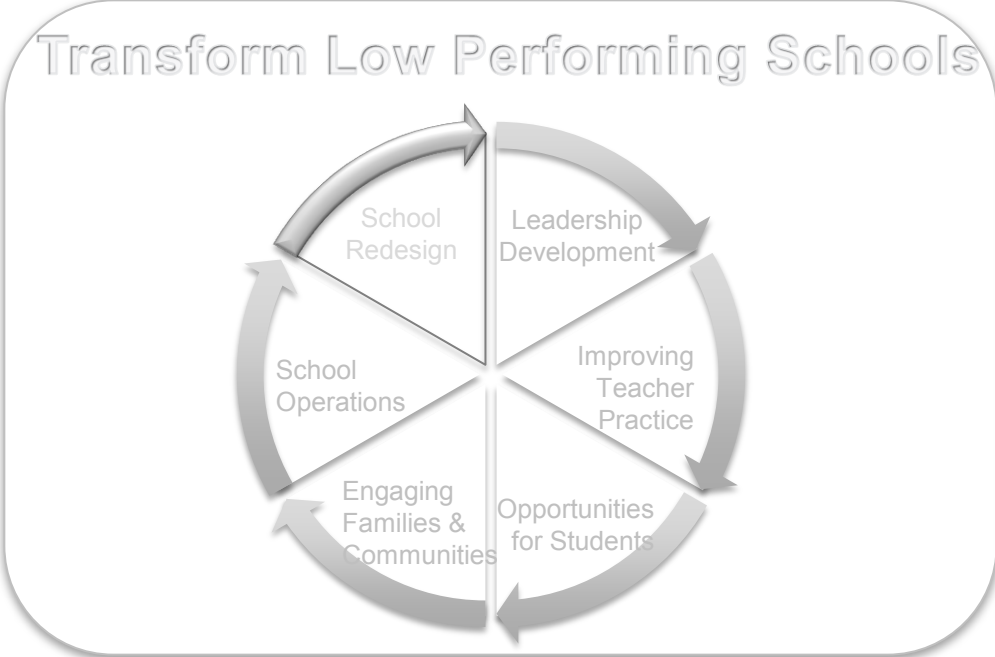 Transform Low Performing Schools
School
Redesign
Leadership
Development
Improving
Teacher
Practice
Opportunities
for Students
Engaging
Families &
Communities
School
Operations